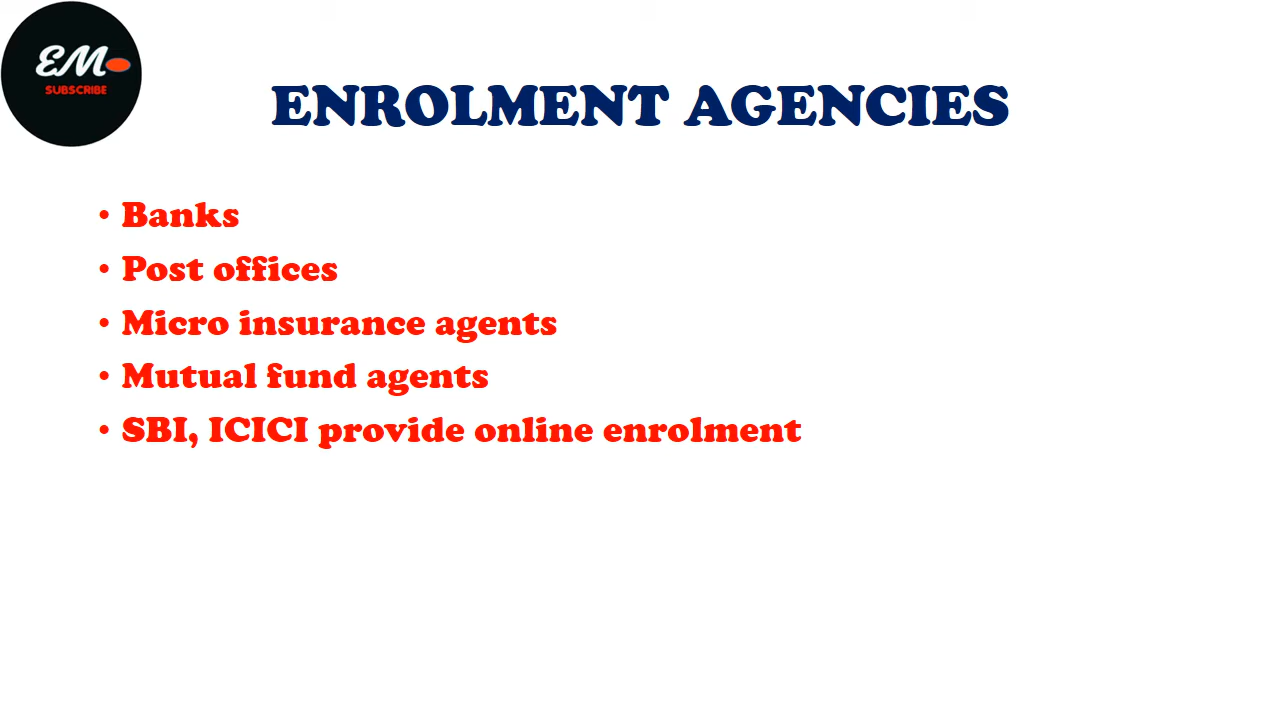 EM
SUBSCRIBE
ENROLMENT AGENCIES
• Banks
• Post offices
• Micro insurance agents
• Mutual fund agents
• SBI, ICICI provide online enrolment